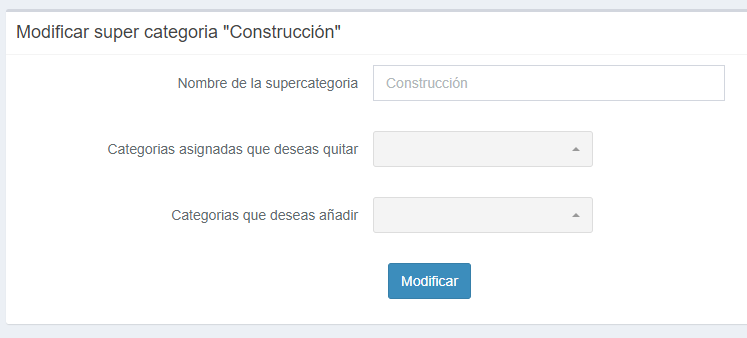 Modificar super categoria "Construcción"
Nombre de la supercategoria
Construcción
Categorias asignadas que deseas quitar
Categorias que deseas añadir
Modificar